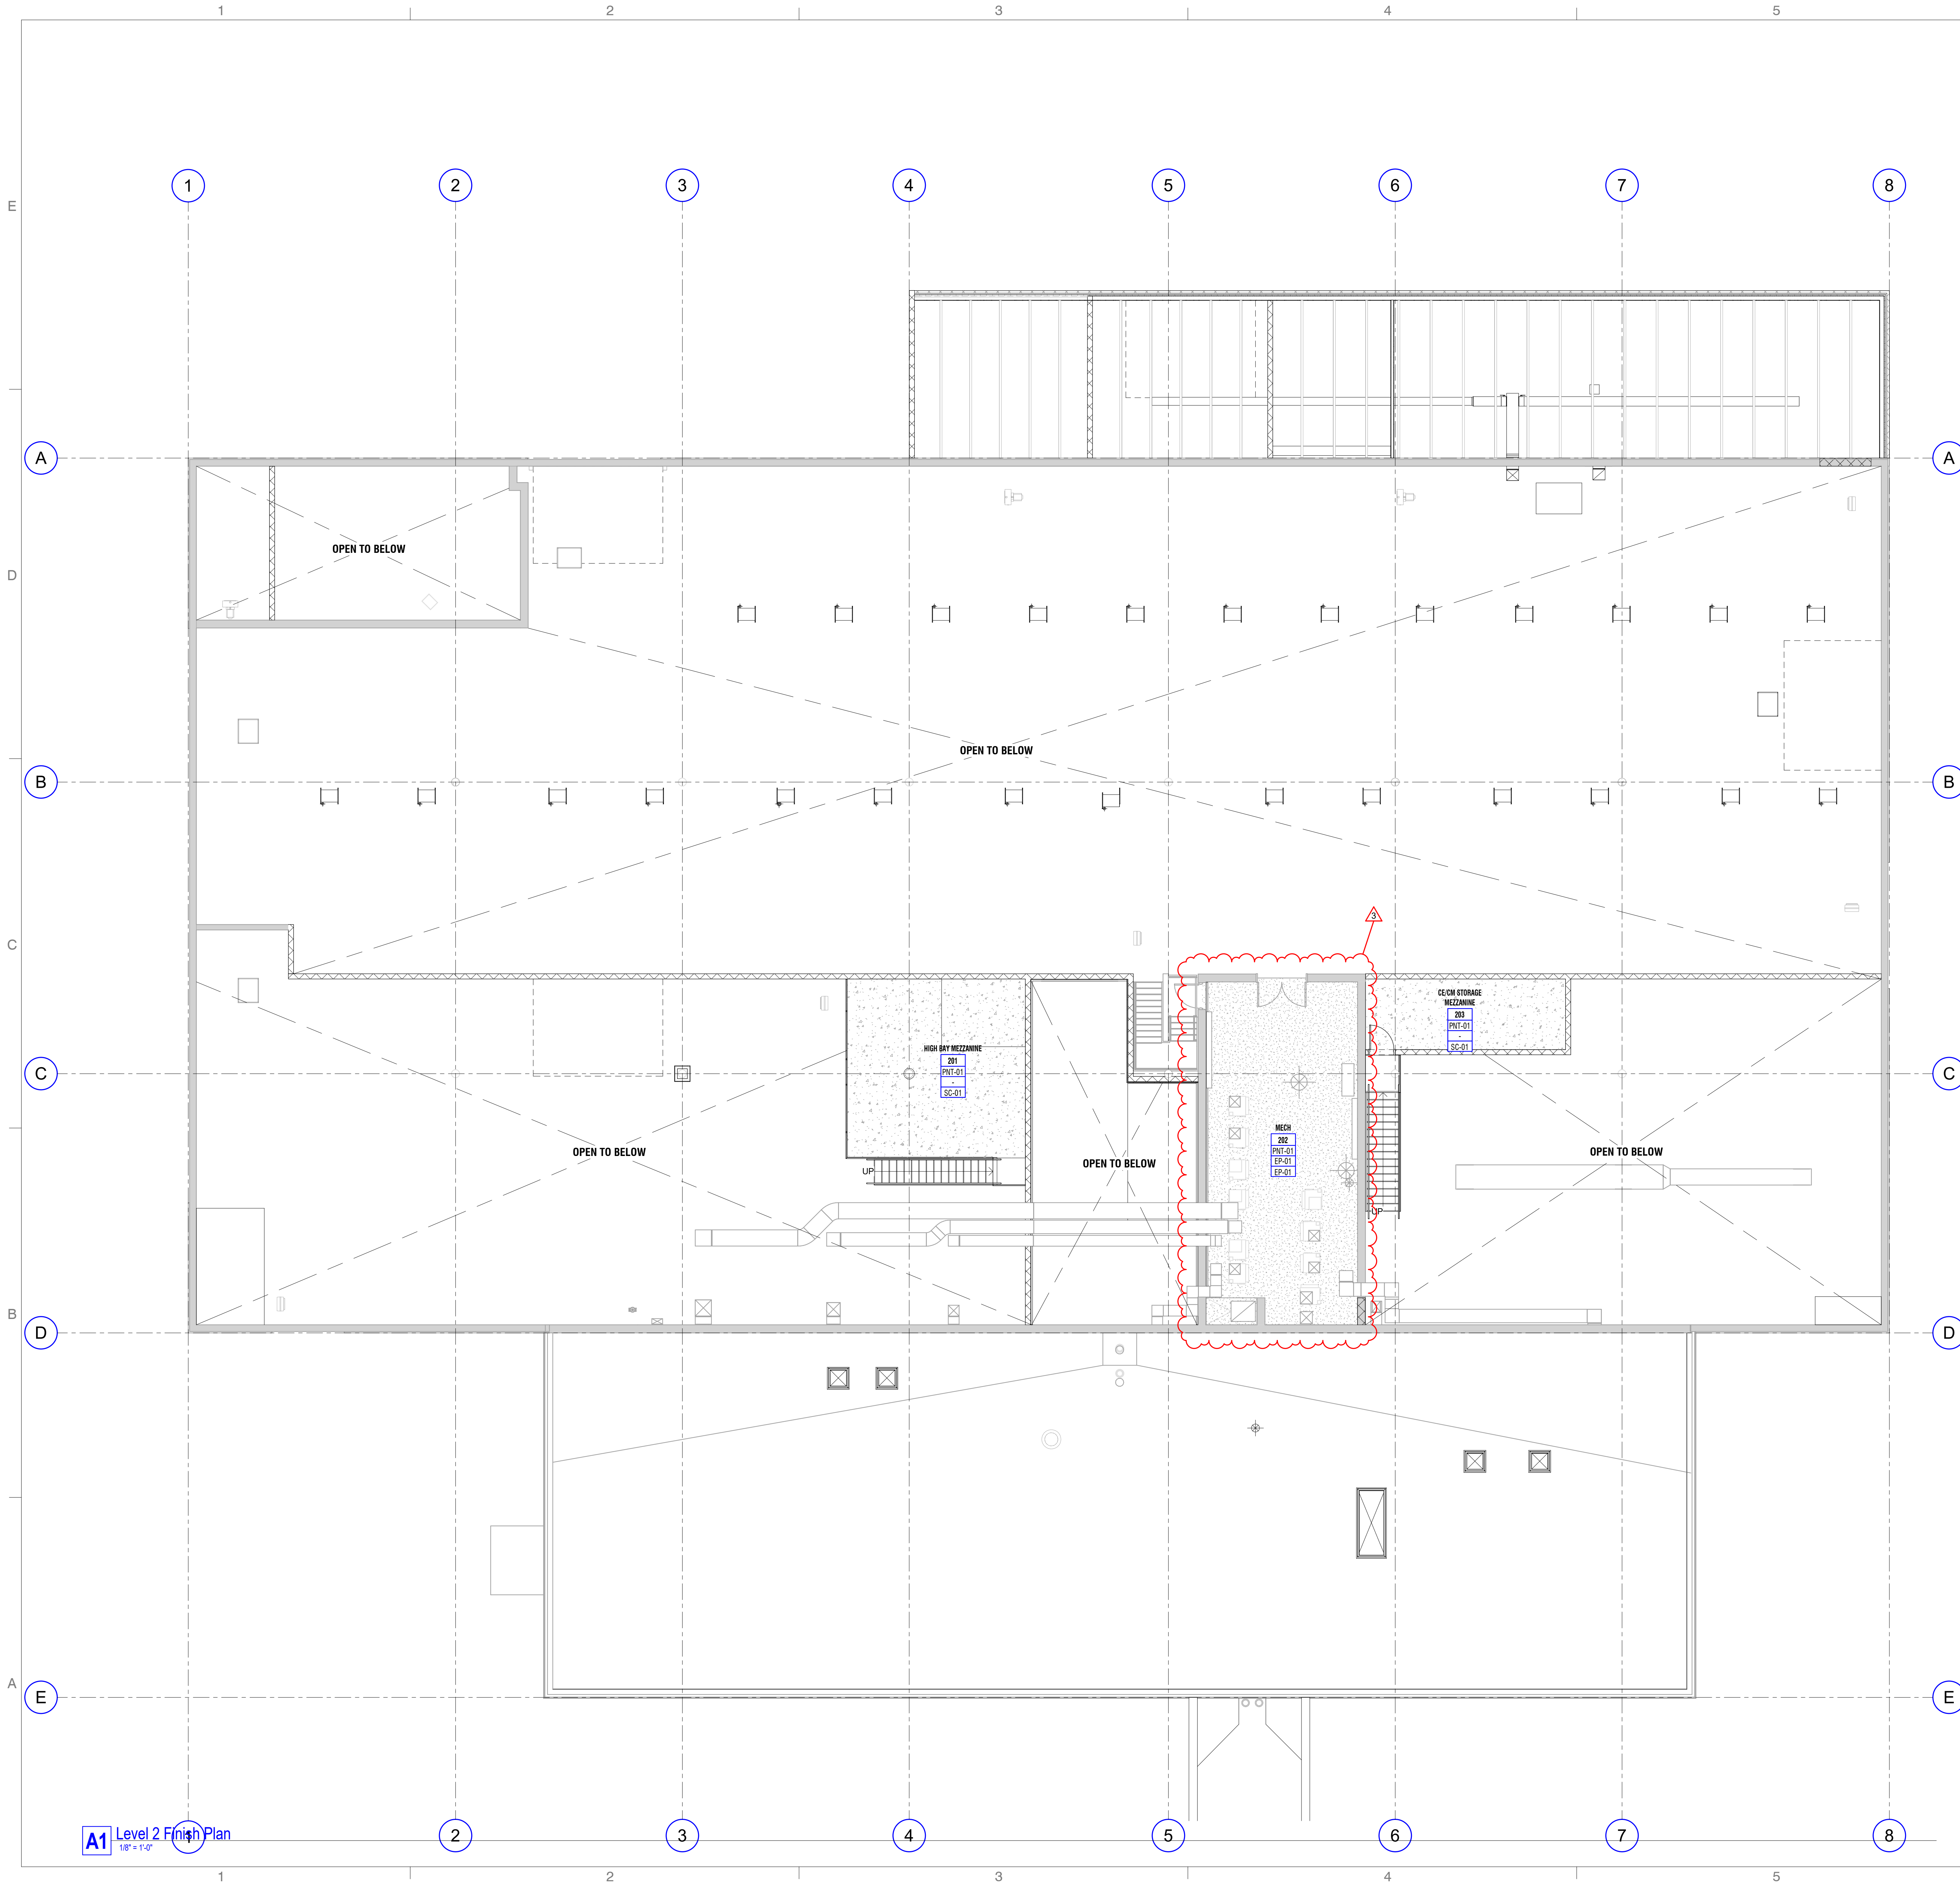 1 2 3 4 5
1 2 3 4 5 6 7 8
E
A A
OPEN TO BELOW
D
OPEN TO BELOW
B B
3
C
CE/CM STORAGE
MEZZANINE
203
PNT-01
-
SC-01
HIGH BAY MEZZANINE
201
PNT-01
-
SC-01
C C
MECH
202
PNT-01
EP-01
EP-01
OPEN TO BELOW
OPEN TO BELOW
OPEN TO BELOW
UP
UP
B
D D
A
E E
A1
Level 2 Finish Plan
1/8" = 1'-0"
1 2 3 4 5 6 7 8
1 2 3 4 5